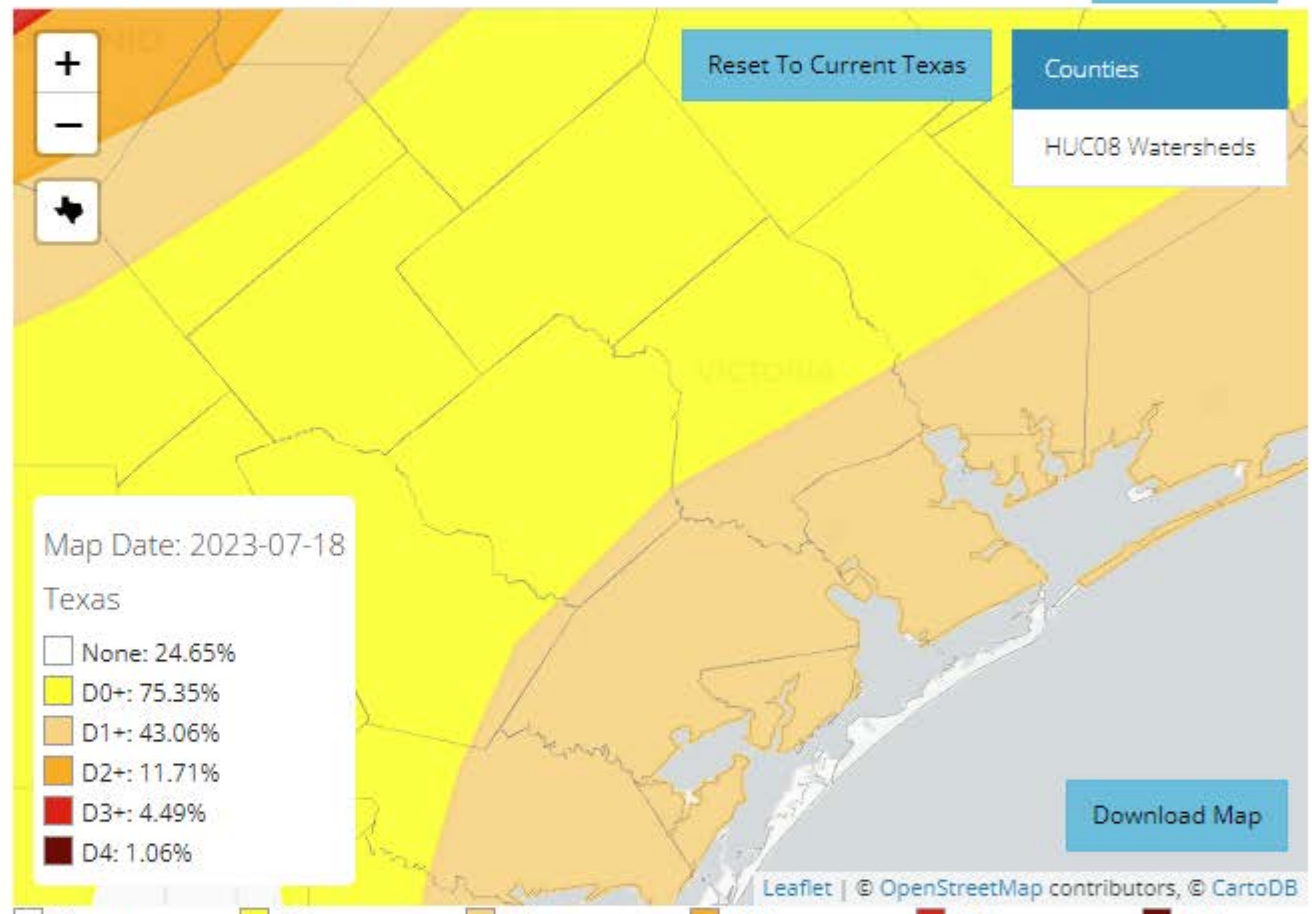 +
Reset To Current Texas
Counties
−
HUC08 Watersheds
VICTORIA
Map Date: 2023-07-18
Texas
None: 24.65%
D0+: 75.35%
D1+: 43.06%
D2+: 11.71%
D3+: 4.49%
D4: 1.06%
Download Map
Leaflet | © OpenStreetMap contributors, © CartoDB